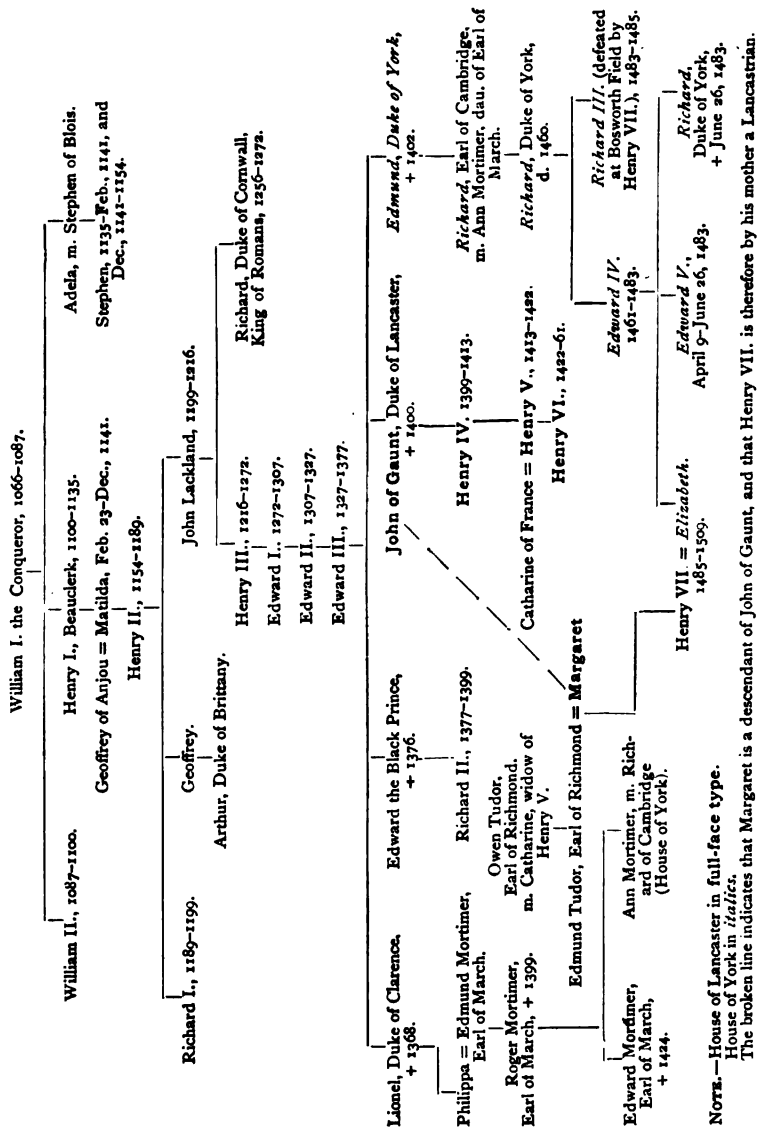 William I. the Conqueror, 1066-1087.
William II., 1087-1100.
Henry I., Beauclerk, 1100-1135.
Adela, m. Stephen of Blois.
Geoffrey of Anjou = Matilda, Feb. 23-Dec., 1141.
Stephen, 1135-Feb., 1141, and
Dec., 1141-1154.
Henry II., 1154-1189.
Richard I., 1189-1199.
Geoffrey.
John Lackland, 1199-1216.
Arthur, Duke of Brittany.
Henry III., 1216-1272.
Richard, Duke of Cornwall,
King of Romans, 1256-1272.
Edward I., 1272-1307.
Edward II., 1307-1327.
Edward III., 1327-1377.
Lionel, Duke of Clarence,
+ 1368.
Edward the Black Prince,
+ 1376.
John of Gaunt, Duke of Lancaster,
+ 1400.
Edmund, Duke of York,
+ 1402.
Philippa = Edmund Mortimer,
Earl of March.
Richard II., 1377-1399.
Henry IV. 1399-1413.
Richard, Earl of Cambridge,
m. Ann Mortimer, dau. of Earl of
March.
Roger Mortimer,
Earl of March, + 1399.
Owen Tudor,
Earl of Richmond.
m. Catharine, widow of
Henry V.
Catharine of France = Henry V., 1413-1422.
Richard, Duke of York,
d. 1460.
Henry VI., 1422-61.
Edmund Tudor, Earl of Richmond = Margaret
Edward IV.
1461-1483.
Richard III. (defeated
at Bosworth Field by
Henry VII.), 1483-1485.
Edward Mortimer,
Earl of March,
+ 1424.
Ann Mortimer, m. Rich-
ard of Cambridge
(House of York).
Henry VII. = Elizabeth.
1485-1509.
Edward V.,
April 9-June 26, 1483.
Richard,
Duke of York,
+ June 26, 1483.
NOTE.—House of Lancaster in full-face type.
House of York in italics.
The broken line indicates that Margaret is a descendant of John of Gaunt, and that Henry VII. is therefore by his mother a Lancastrian.